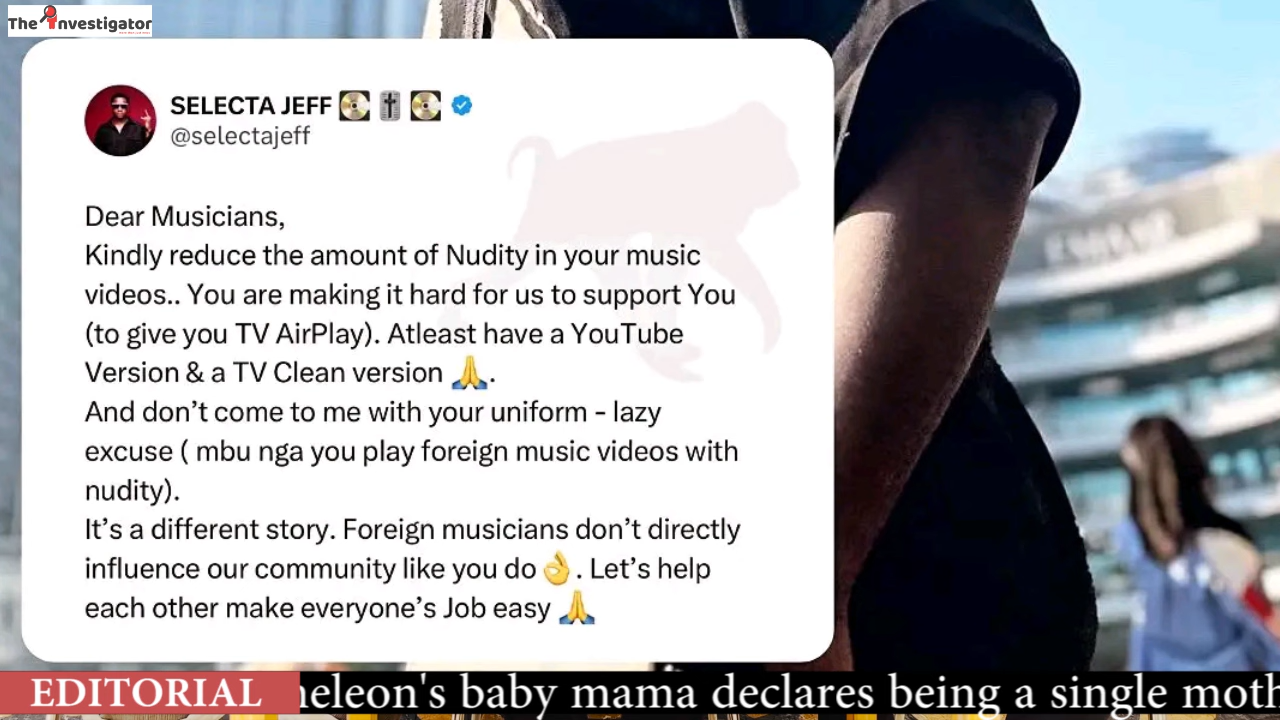 The Investigator
SELECTA JEFF 📀🎚📀
@selectajeff
Dear Musicians,
Kindly reduce the amount of Nudity in your music
videos.. You are making it hard for us to support You
(to give you TV AirPlay). Atleast have a YouTube
Version & a TV Clean version 🙏.
And don’t come to me with your uniform - lazy
excuse ( mbu nga you play foreign music videos with
nudity).
It’s a different story. Foreign musicians don’t directly
influence our community like you do👌. Let’s help
each other make everyone’s Job easy 🙏
EDITORIAL
neleon's baby mama declares being a single moth